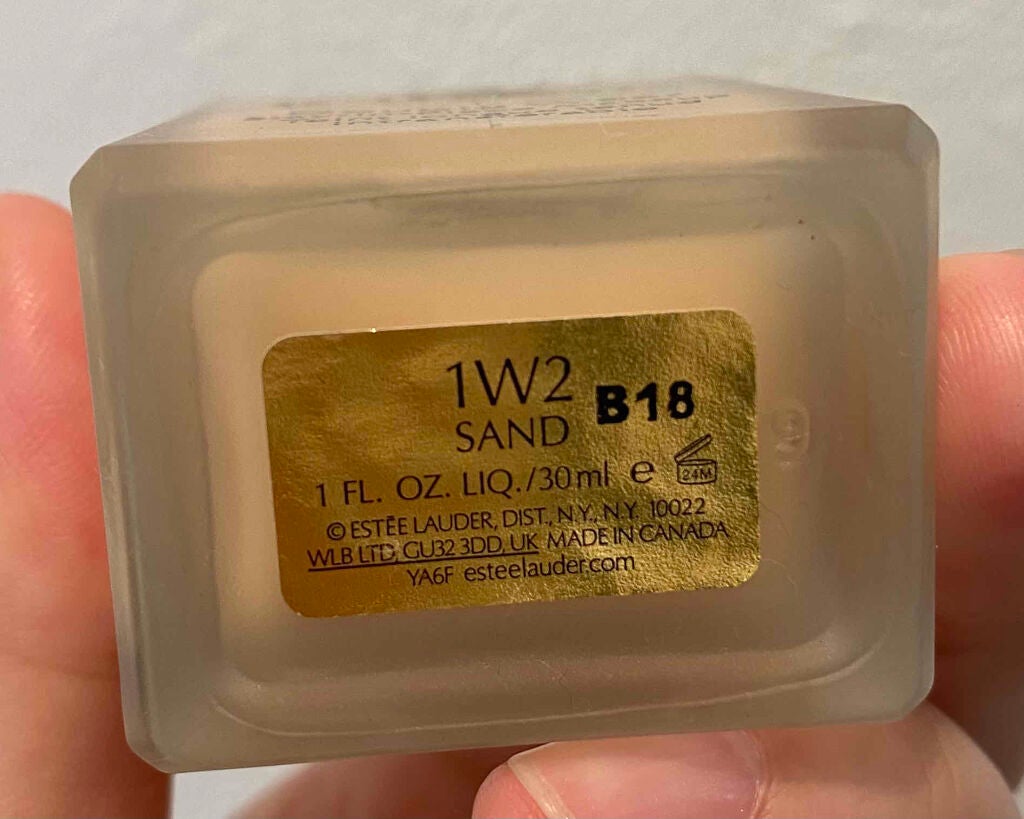 1W2
SAND B18
1 FL. OZ. LIQ./30ml e 24M
© ESTĒE LAUDER, DIST., N.Y., N.Y. 10022
WLB LTD, GU32 3DD, UK MADE IN CANADA
YA6F esteelauder.com